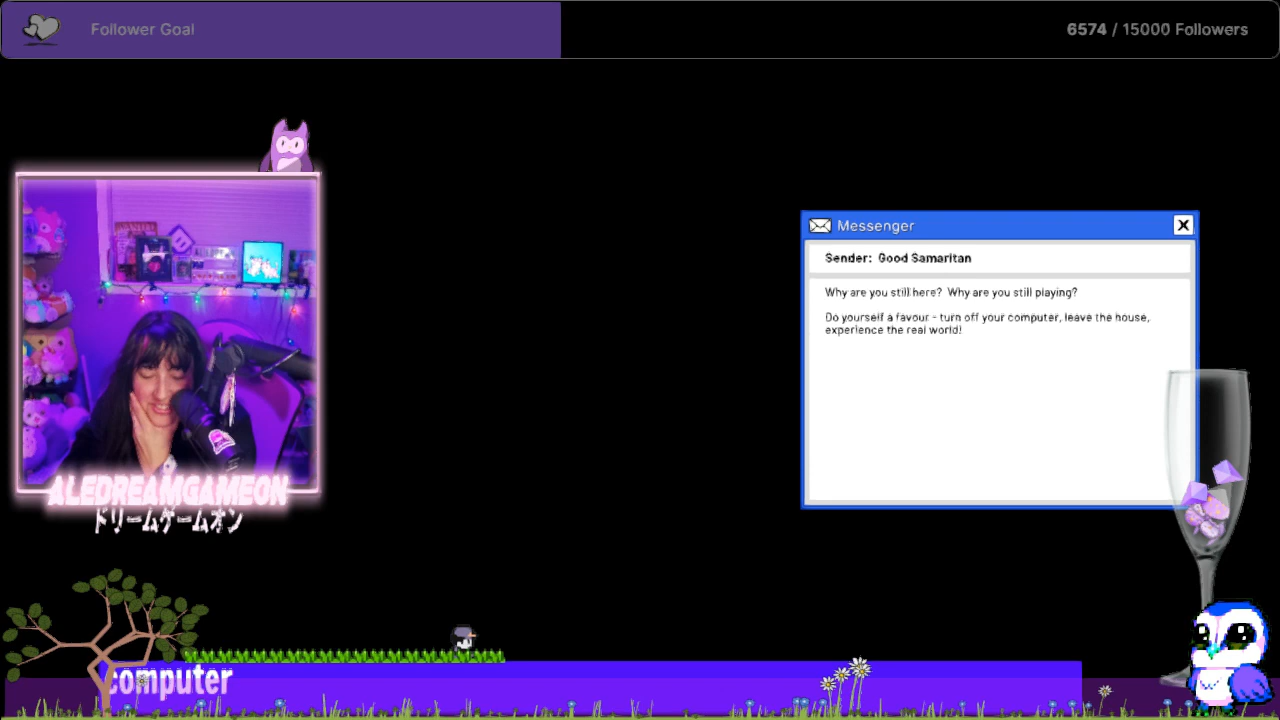 Follower Goal
6574 / 15000 Followers
Messenger
Sender: Good Samaritan
Why are you still here? Why are you still playing?
Do yourself a favour - turn off your computer, leave the house,
experience the real world!
ALEDREAMGAMEON
ドリームゲームオン
computer